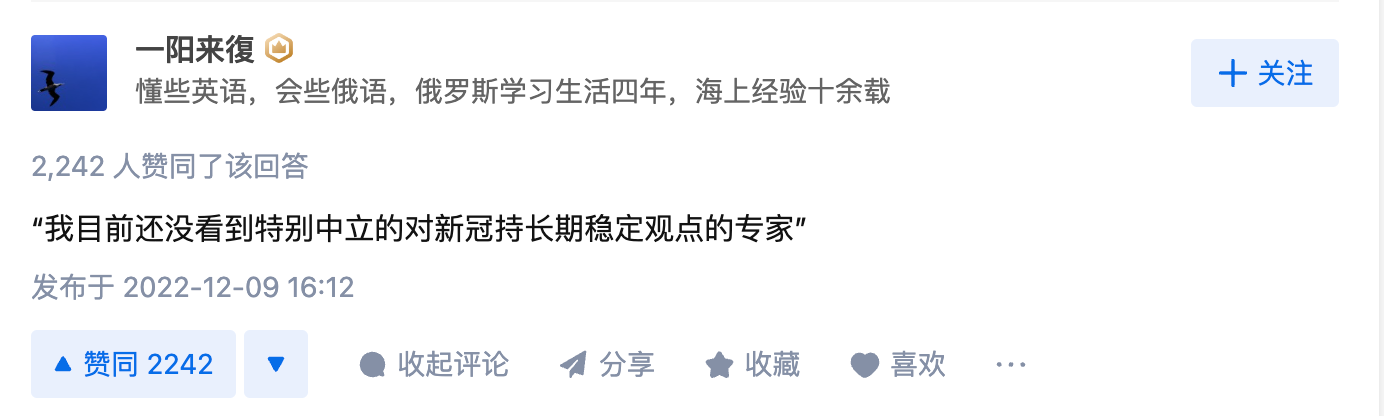 一阳来復
懂些英语，会些俄语，俄罗斯学习生活四年，海上经验十余载
关注
2,242 人赞同了该回答
“我目前还没看到特别中立的对新冠持长期稳定观点的专家”
发布于 2022-12-09 16:12
赞同 2242 收起评论 分享 收藏 喜欢 ···